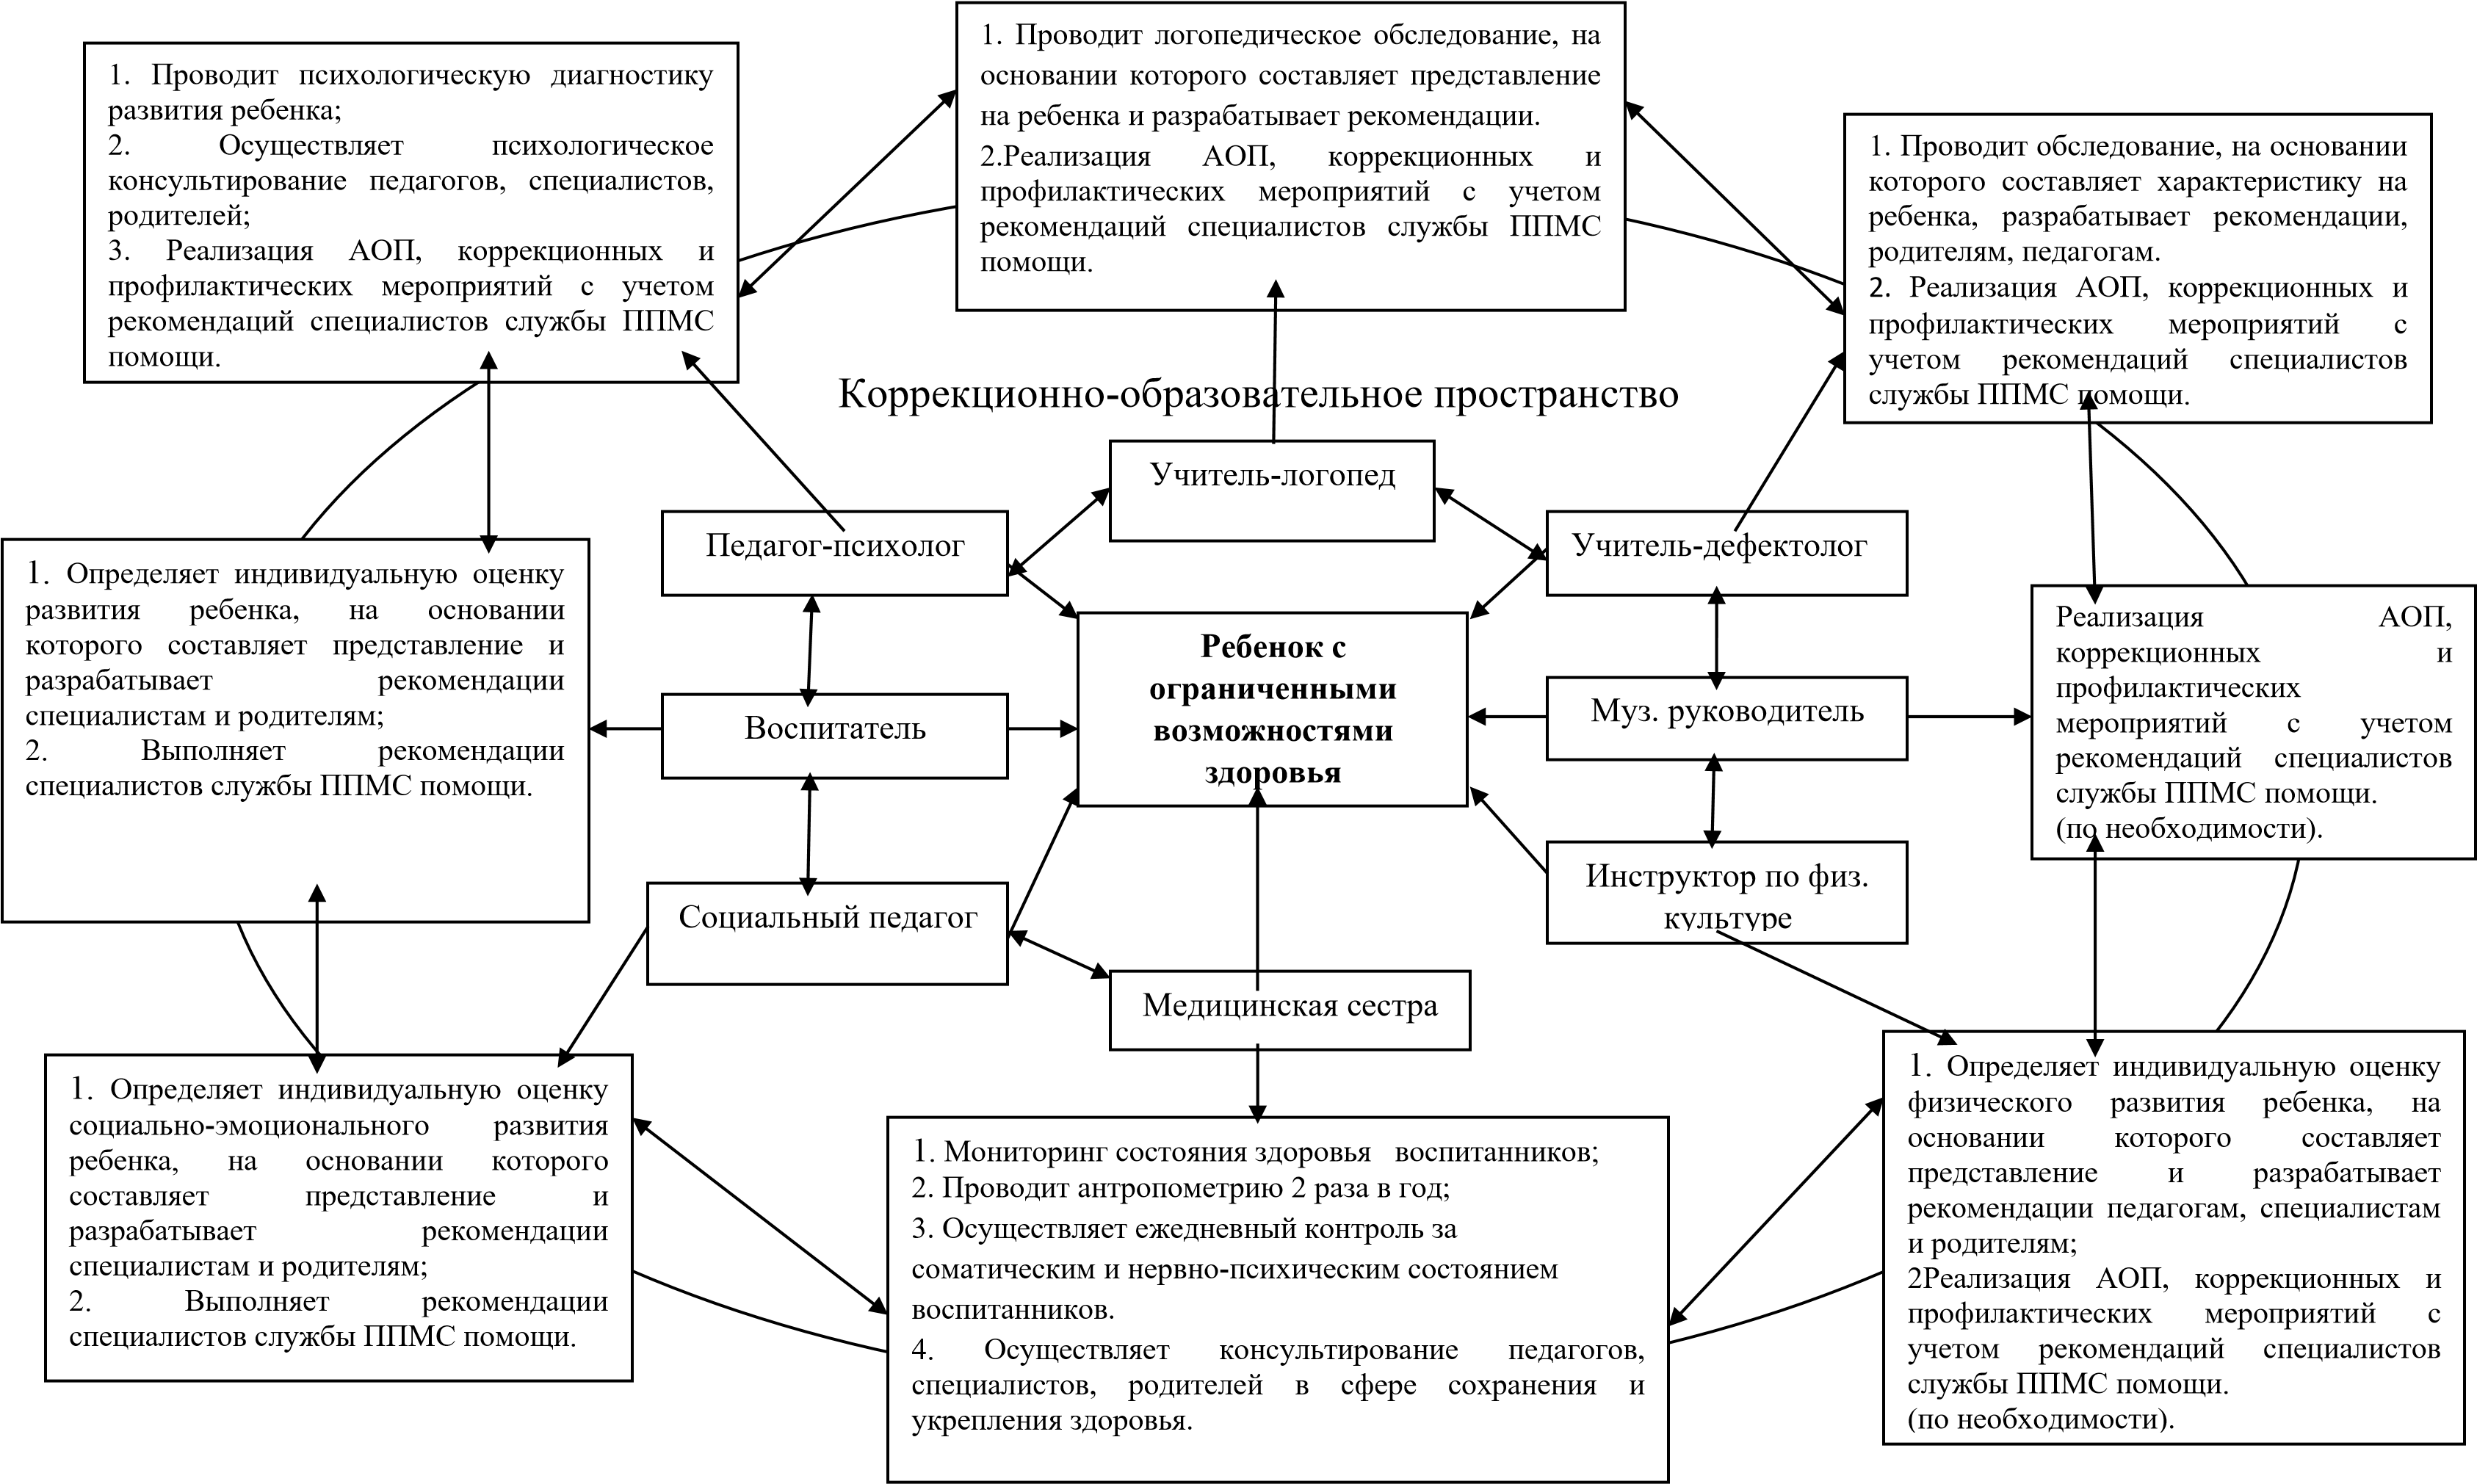 1. Проводит логопедическое обследование, на
основании которого составляет представление
на ребенка и разрабатывает рекомендации.
2.Реализация АОП, коррекционных и
профилактических мероприятий с учетом
рекомендаций специалистов службы ППМС
помощи.
1. Проводит психологическую диагностику
развития ребенка;
2. Осуществляет психологическое
консультирование педагогов, специалистов,
родителей;
3. Реализация АОП, коррекционных и
профилактических мероприятий с учетом
рекомендаций специалистов службы ППМС
помощи.
1. Проводит обследование, на основании
которого составляет характеристику на
ребенка, разрабатывает рекомендации,
родителям, педагогам.
2. Реализация АОП, коррекционных и
профилактических мероприятий с
учетом рекомендаций специалистов
службы ППМС помощи.
Коррекционно-образовательное пространство
Учитель-логопед
Педагог-психолог
Учитель-дефектолог
1. Определяет индивидуальную оценку
развития ребенка, на основании
которого составляет представление и
разрабатывает рекомендации
специалистам и родителям;
2. Выполняет рекомендации
специалистов службы ППМС помощи.
Воспитатель
Ребенок с
ограниченными
возможностями
здоровья
Муз. руководитель
Реализация АОП,
коррекционных и
профилактических
мероприятий с учетом
рекомендаций специалистов
службы ППМС помощи.
(по необходимости).
Социальный педагог
Инструктор по физ.
культуре
Медицинская сестра
1. Определяет индивидуальную оценку
социально-эмоционального развития
ребенка, на основании которого
составляет представление и
разрабатывает рекомендации
специалистам и родителям;
2. Выполняет рекомендации
специалистов службы ППМС помощи.
1. Мониторинг состояния здоровья воспитанников;
2. Проводит антропометрию 2 раза в год;
3. Осуществляет ежедневный контроль за
соматическим и нервно-психическим состоянием
воспитанников.
4. Осуществляет консультирование педагогов,
специалистов, родителей в сфере сохранения и
укрепления здоровья.
1. Определяет индивидуальную оценку
физического развития ребенка, на
основании которого составляет
представление и разрабатывает
рекомендации педагогам, специалистам
и родителям;
2Реализация АОП, коррекционных и
профилактических мероприятий с
учетом рекомендаций специалистов
службы ППМС помощи.
(по необходимости).